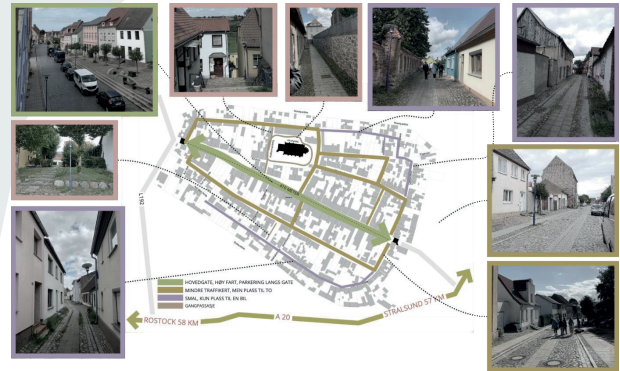 L192
HOVEDGATE, HØY FART, PARKERING LANGS GATE
MINDRE TRAFFIKERT, MEN PLASS TIL TO
SMAL, KUN PLASS TIL EN BIL
GANGPASSASJE
ROSTOCK 58 KM
A 20
STRALSUND 57 KM